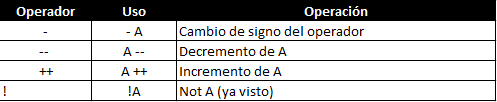 Operador Uso Operación
- - A Cambio de signo del operador
-- A -- Decremento de A
++ A ++ Incremento de A
! !A Not A (ya visto)